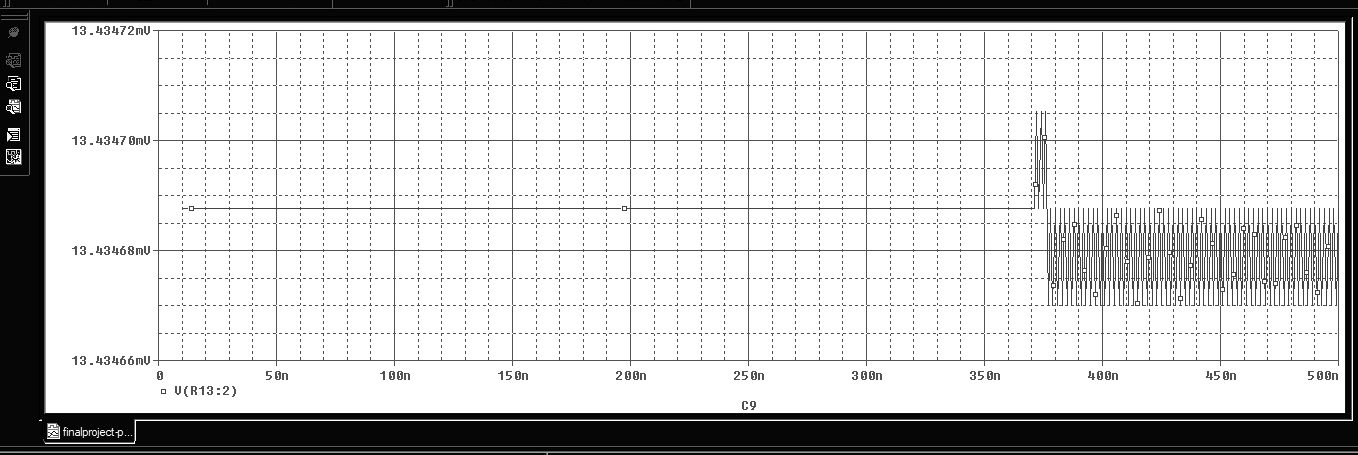 13.43472mV
13.43470mV
13.43468mV
13.43466mV
0 50n 100n 150n 200n 250n 300n 350n 400n 450n 500n
V(R13:2)
C9
finalproject-p...